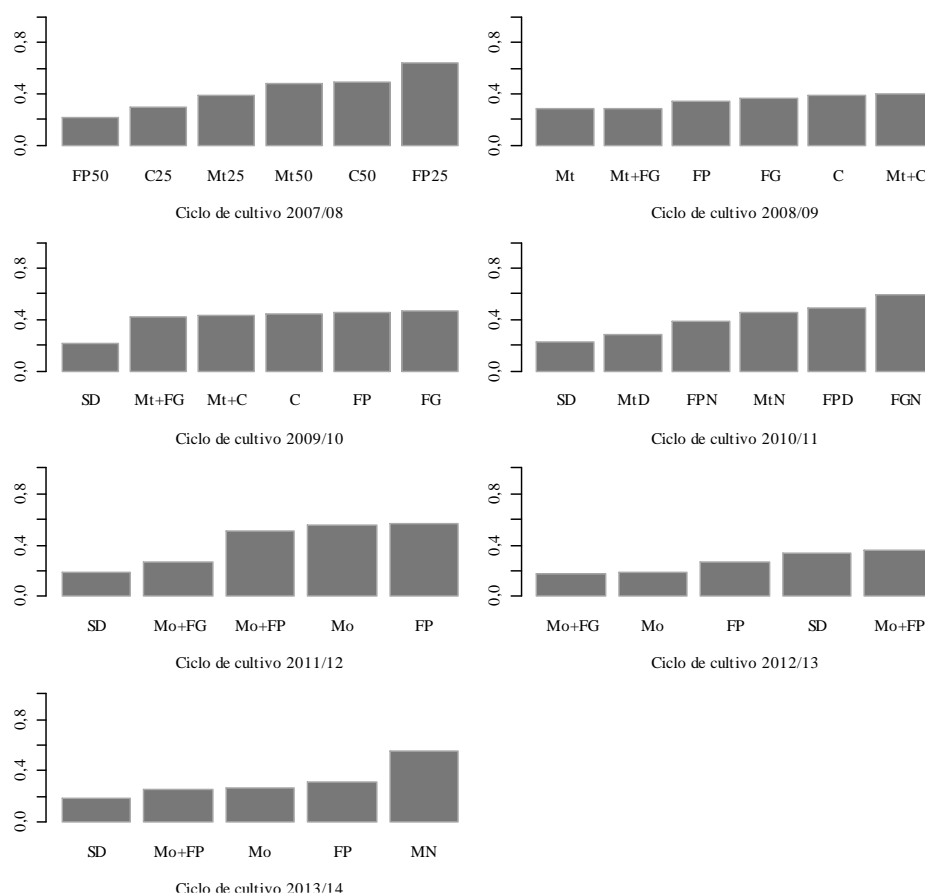 0,0 0,4 0,8
FP50 C25 Mt25 Mt50 C50 FP25
Ciclo de cultivo 2007/08
0,0 0,4 0,8
Mt Mt+FG FP FG C Mt+C
Ciclo de cultivo 2008/09
0,0 0,4 0,8
SD Mt+FG Mt+C C FP FG
Ciclo de cultivo 2009/10
0,0 0,4 0,8
SD MtD FPN MtN FPD FGN
Ciclo de cultivo 2010/11
0,0 0,4 0,8
SD Mo+FG Mo+FP Mo FP
Ciclo de cultivo 2011/12
0,0 0,4 0,8
Mo+FG Mo FP SD Mo+FP
Ciclo de cultivo 2012/13
0,0 0,4 0,8
SD Mo+FP Mo FP MN
Ciclo de cultivo 2013/14